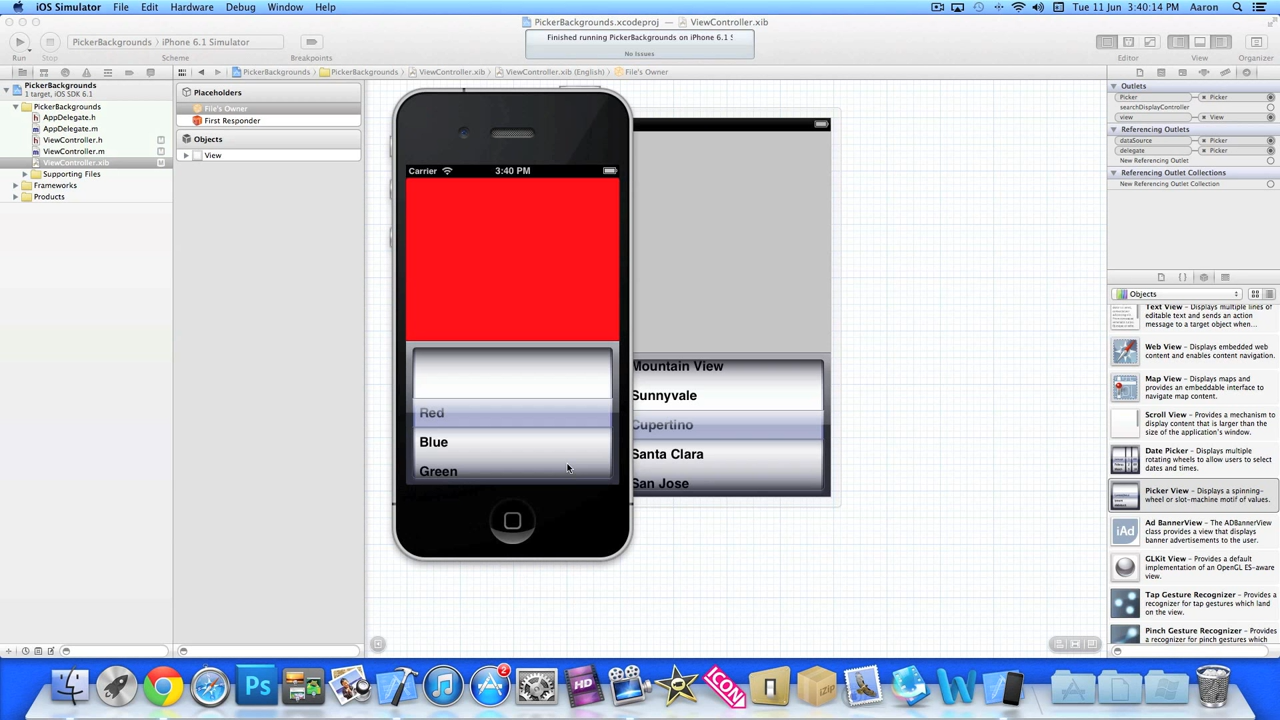 iOS Simulator File Edit Hardware Debug Window Help
Tue 11 Jun 3:40:14 PM Aaron
PickerBackgrounds.xcodeproj — ViewController.xib
PickerBackgrounds › iPhone 6.1 Simulator
Finished running PickerBackgrounds on iPhone 6.1 S
No Issues
Run Stop Scheme Breakpoints Editor View Organizer
PickerBackgrounds PickerBackgrounds ViewController.xib ViewController.xib (English) File's Owner
PickerBackgrounds
1 target, iOS SDK 6.1
PickerBackgrounds
AppDelegate.h
AppDelegate.m
ViewController.h
ViewController.m
ViewController.xib
M
Supporting Files
Frameworks
Products
Placeholders
File's Owner
First Responder
Objects
View
Carrier 3:40 PM
Red
Blue
Green
Mountain View
Sunnyvale
Cupertino
Santa Clara
San Jose
Outlets
Picker Picker
searchDisplayController
view View
Referencing Outlets
dataSource Picker
delegate Picker
New Referencing Outlet
Referencing Outlet Collections
New Referencing Outlet Collection
Objects
Text View - Displays multiple lines of
editable text and sends an action
message to a target object when...
Web View - Displays embedded web
content and enables content navigation.
Map View - Displays maps and
provides an embeddable interface to
navigate map content.
Scroll View - Provides a mechanism to
display content that is larger than the
size of the application's window.
Date Picker - Displays multiple
rotating wheels to allow users to
select dates and times.
Picker View - Displays a spinning-
wheel or slot-machine motif of values.
Ad BannerView - The ADBannerView
class provides a view that displays
banner advertisements to the user.
iAd
GLKit View - Provides a default
implementation of an OpenGL ES-aware
view.
Tap Gesture Recognizer - Provides a
recognizer for tap gestures which land
on the view.
Pinch Gesture Recognizer - Provides a
recognizer for pinch gestures which are
Ps
2
HD
ICON
iZip
W